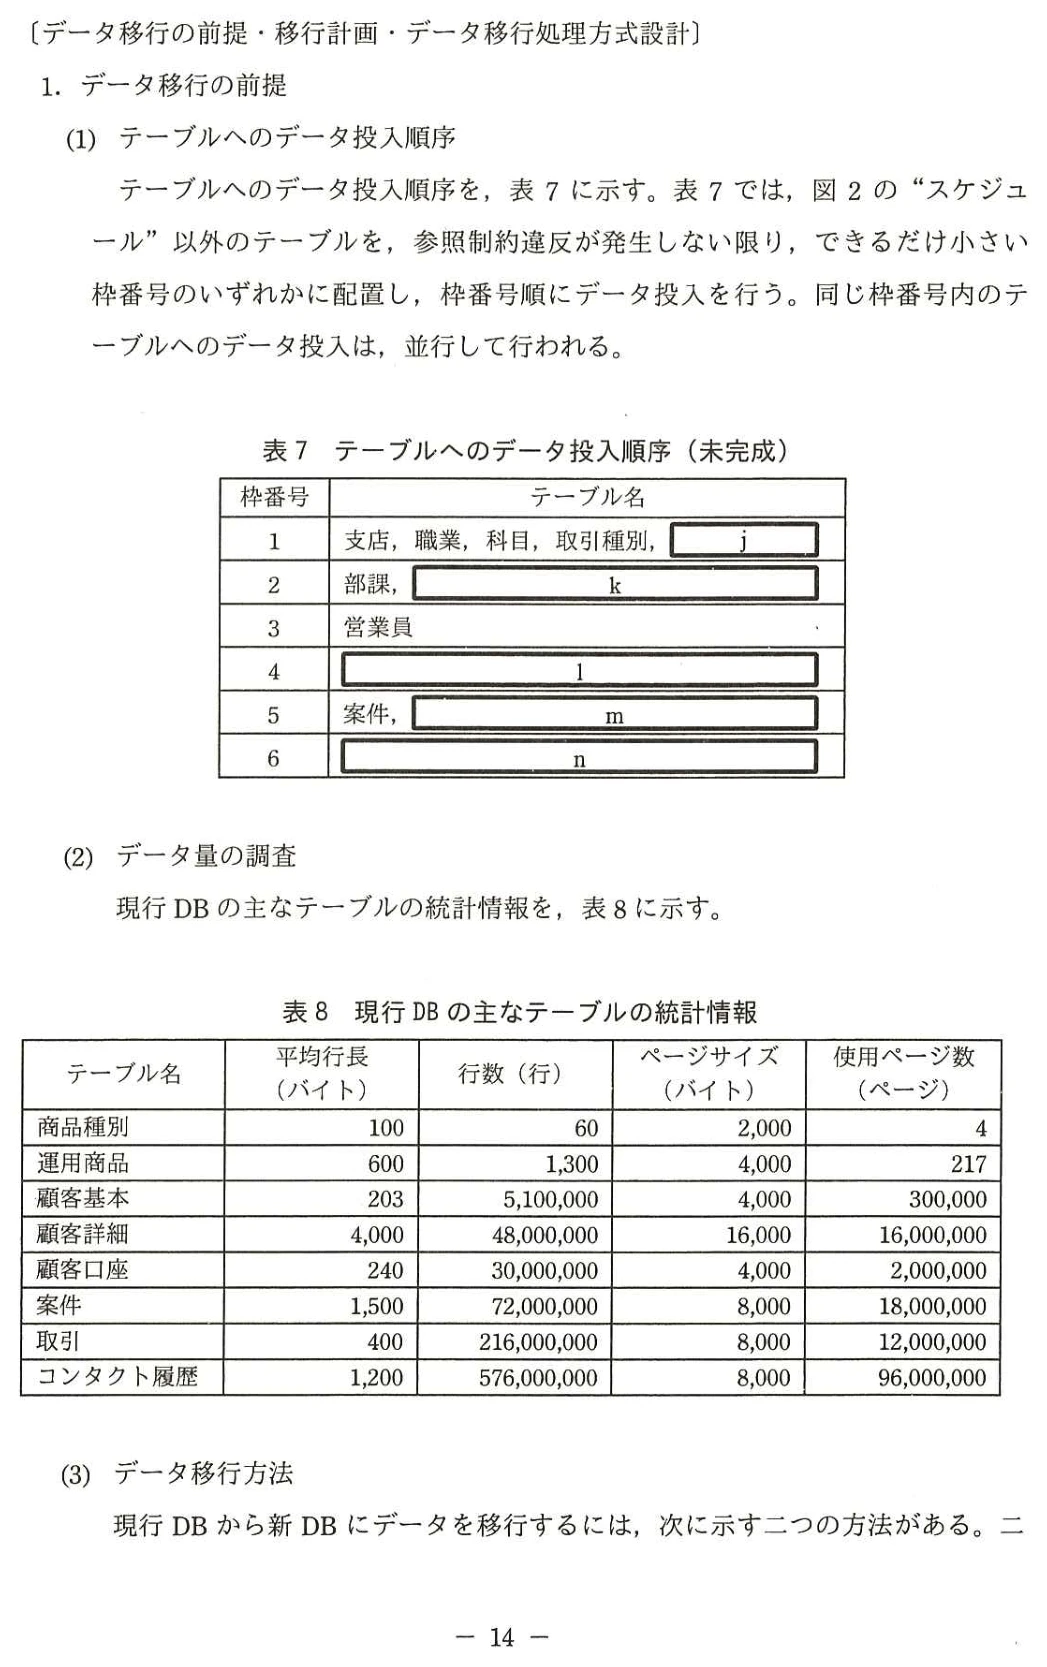 〔データ移行の前提・移行計画・データ移行処理方式設計〕
1. データ移行の前提
(1) テーブルへのデータ投入順序
テーブルへのデータ投入順序を，表 7 に示す。表 7 では，図 2 の“スケジュ
ール”以外のテーブルを，参照制約違反が発生しない限り，できるだけ小さい
枠番号のいずれかに配置し，枠番号順にデータ投入を行う。同じ枠番号内のテ
ーブルへのデータ投入は，並行して行われる。
表 7 テーブルへのデータ投入順序（未完成）
枠番号 テーブル名
1 支店，職業，科目，取引種別， j
2 部課， k
3 営業員
4 l
5 案件， m
6 n
(2) データ量の調査
現行 DB の主なテーブルの統計情報を，表 8 に示す。
表 8 現行 DB の主なテーブルの統計情報
テーブル名 平均行長（バイト） 行数（行） ページサイズ（バイト） 使用ページ数（ページ）
商品種別 100 60 2,000 4
運用商品 600 1,300 4,000 217
顧客基本 203 5,100,000 4,000 300,000
顧客詳細 4,000 48,000,000 16,000 16,000,000
顧客口座 240 30,000,000 4,000 2,000,000
案件 1,500 72,000,000 8,000 18,000,000
取引 400 216,000,000 8,000 12,000,000
コンタクト履歴 1,200 576,000,000 8,000 96,000,000
(3) データ移行方法
現行 DB から新 DB にデータを移行するには，次に示す二つの方法がある。二
－ 14 －